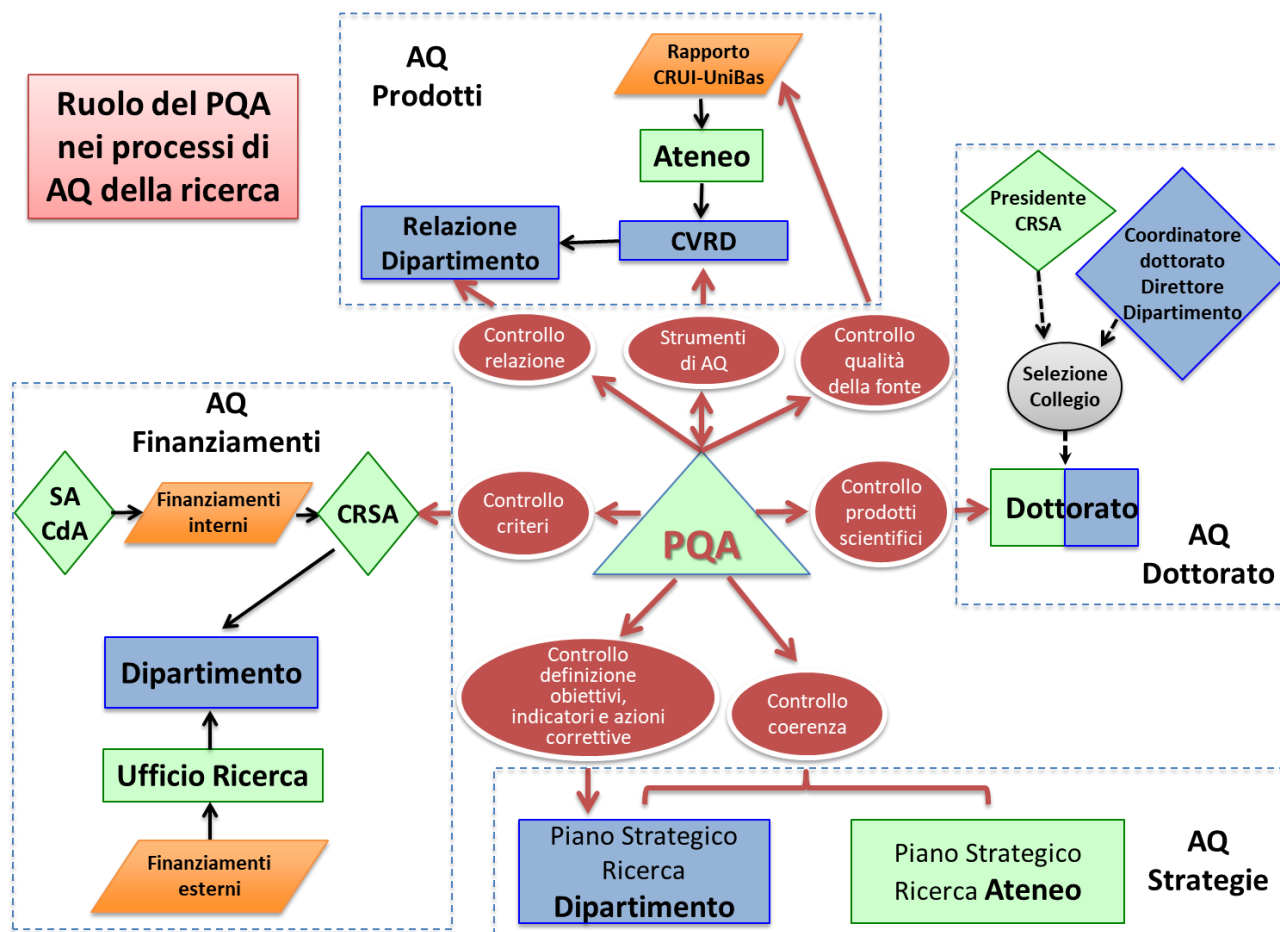 Ruolo del PQA
nei processi di
AQ della ricerca
AQ
Prodotti
Rapporto
CRUI-UniBas
Ateneo
CVRD
Relazione
Dipartimento
Presidente
CRSA
Coordinatore
dottorato
Direttore
Dipartimento
Selezione
Collegio
Dottorato
AQ
Dottorato
Controllo
relazione
Strumenti
di AQ
Controllo
qualità
della fonte
AQ
Finanziamenti
SA
CdA
Finanziamenti
interni
CRSA
Controllo
criteri
PQA
Controllo
prodotti
scientifici
Dipartimento
Ufficio Ricerca
Finanziamenti
esterni
Controllo
definizione
obiettivi,
indicatori e azioni
correttive
Controllo
coerenza
Piano Strategico
Ricerca
Dipartimento
Piano Strategico
Ricerca Ateneo
AQ
Strategie